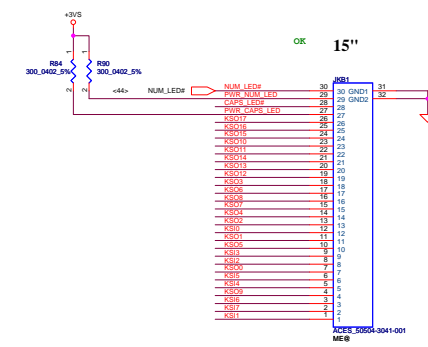 +3VS
OK
15"
1
1
R84
300_0402_5%
R90
300_0402_5%
2
2
<44>
NUM_LED#
JKB1
NUM_LED# 30 30 GND1 31
PWR_NUM_LED 29 29 GND2 32
CAPS_LED# 28 28
PWR_CAPS_LED 27 27
KSO17 26 26
KSO16 25 25
KSO15 24 24
KSO10 23 23
KSO11 22 22
KSO14 21 21
KSO13 20 20
KSO12 19 19
KSO3 18 18
KSO6 17 17
KSO8 16 16
KSO7 15 15
KSO4 14 14
KSO2 13 13
KSI0 12 12
KSO1 11 11
KSO5 10 10
KSI3 9 9
KSI2 8 8
KSO0 7 7
KSI5 6 6
KSI4 5 5
KSO9 4 4
KSI6 3 3
KSI7 2 2
KSI1 1 1
ACES_50504-3041-001
ME@